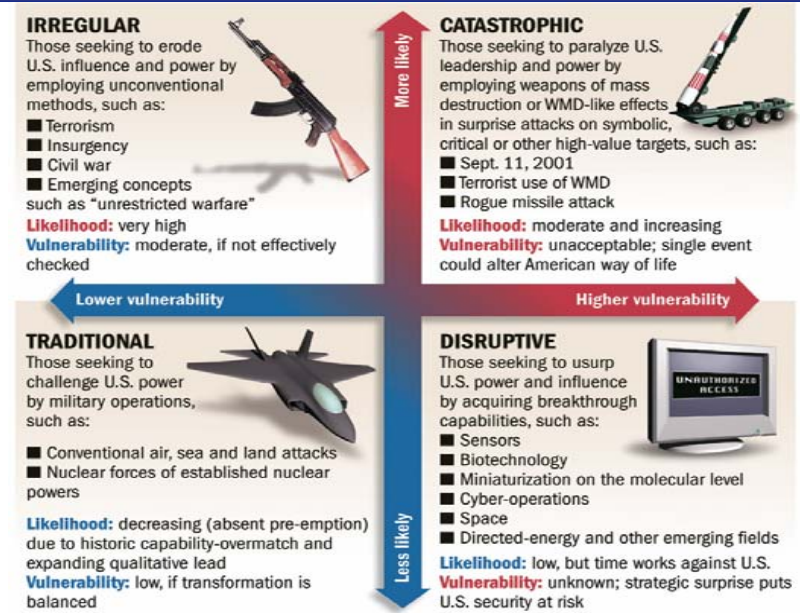 IRREGULAR
Those seeking to erode
U.S. influence and power by
employing unconventional
methods, such as:
■ Terrorism
■ Insurgency
■ Civil war
■ Emerging concepts
such as “unrestricted warfare”
Likelihood: very high
Vulnerability: moderate, if not effectively
checked
More likely
CATASTROPHIC
Those seeking to paralyze U.S.
leadership and power by
employing weapons of mass
destruction or WMD-like effects
in surprise attacks on symbolic,
critical or other high-value targets, such as:
■ Sept. 11, 2001
■ Terrorist use of WMD
■ Rogue missile attack
Likelihood: moderate and increasing
Vulnerability: unacceptable; single event
could alter American way of life
Lower vulnerability
Higher vulnerability
TRADITIONAL
Those seeking to
challenge U.S. power
by military operations,
such as:
■ Conventional air, sea and land attacks
■ Nuclear forces of established nuclear
powers
Likelihood: decreasing (absent pre-emption)
due to historic capability-overmatch and
expanding qualitative lead
Vulnerability: low, if transformation is
balanced
Less likely
DISRUPTIVE
Those seeking to usurp
U.S. power and influence
by acquiring breakthrough
capabilities, such as:
■ Sensors
■ Biotechnology
■ Miniaturization on the molecular level
■ Cyber-operations
■ Space
■ Directed-energy and other emerging fields
Likelihood: low, but time works against U.S.
Vulnerability: unknown; strategic surprise puts
U.S. security at risk
UNAUTHORIZED
ACCESS